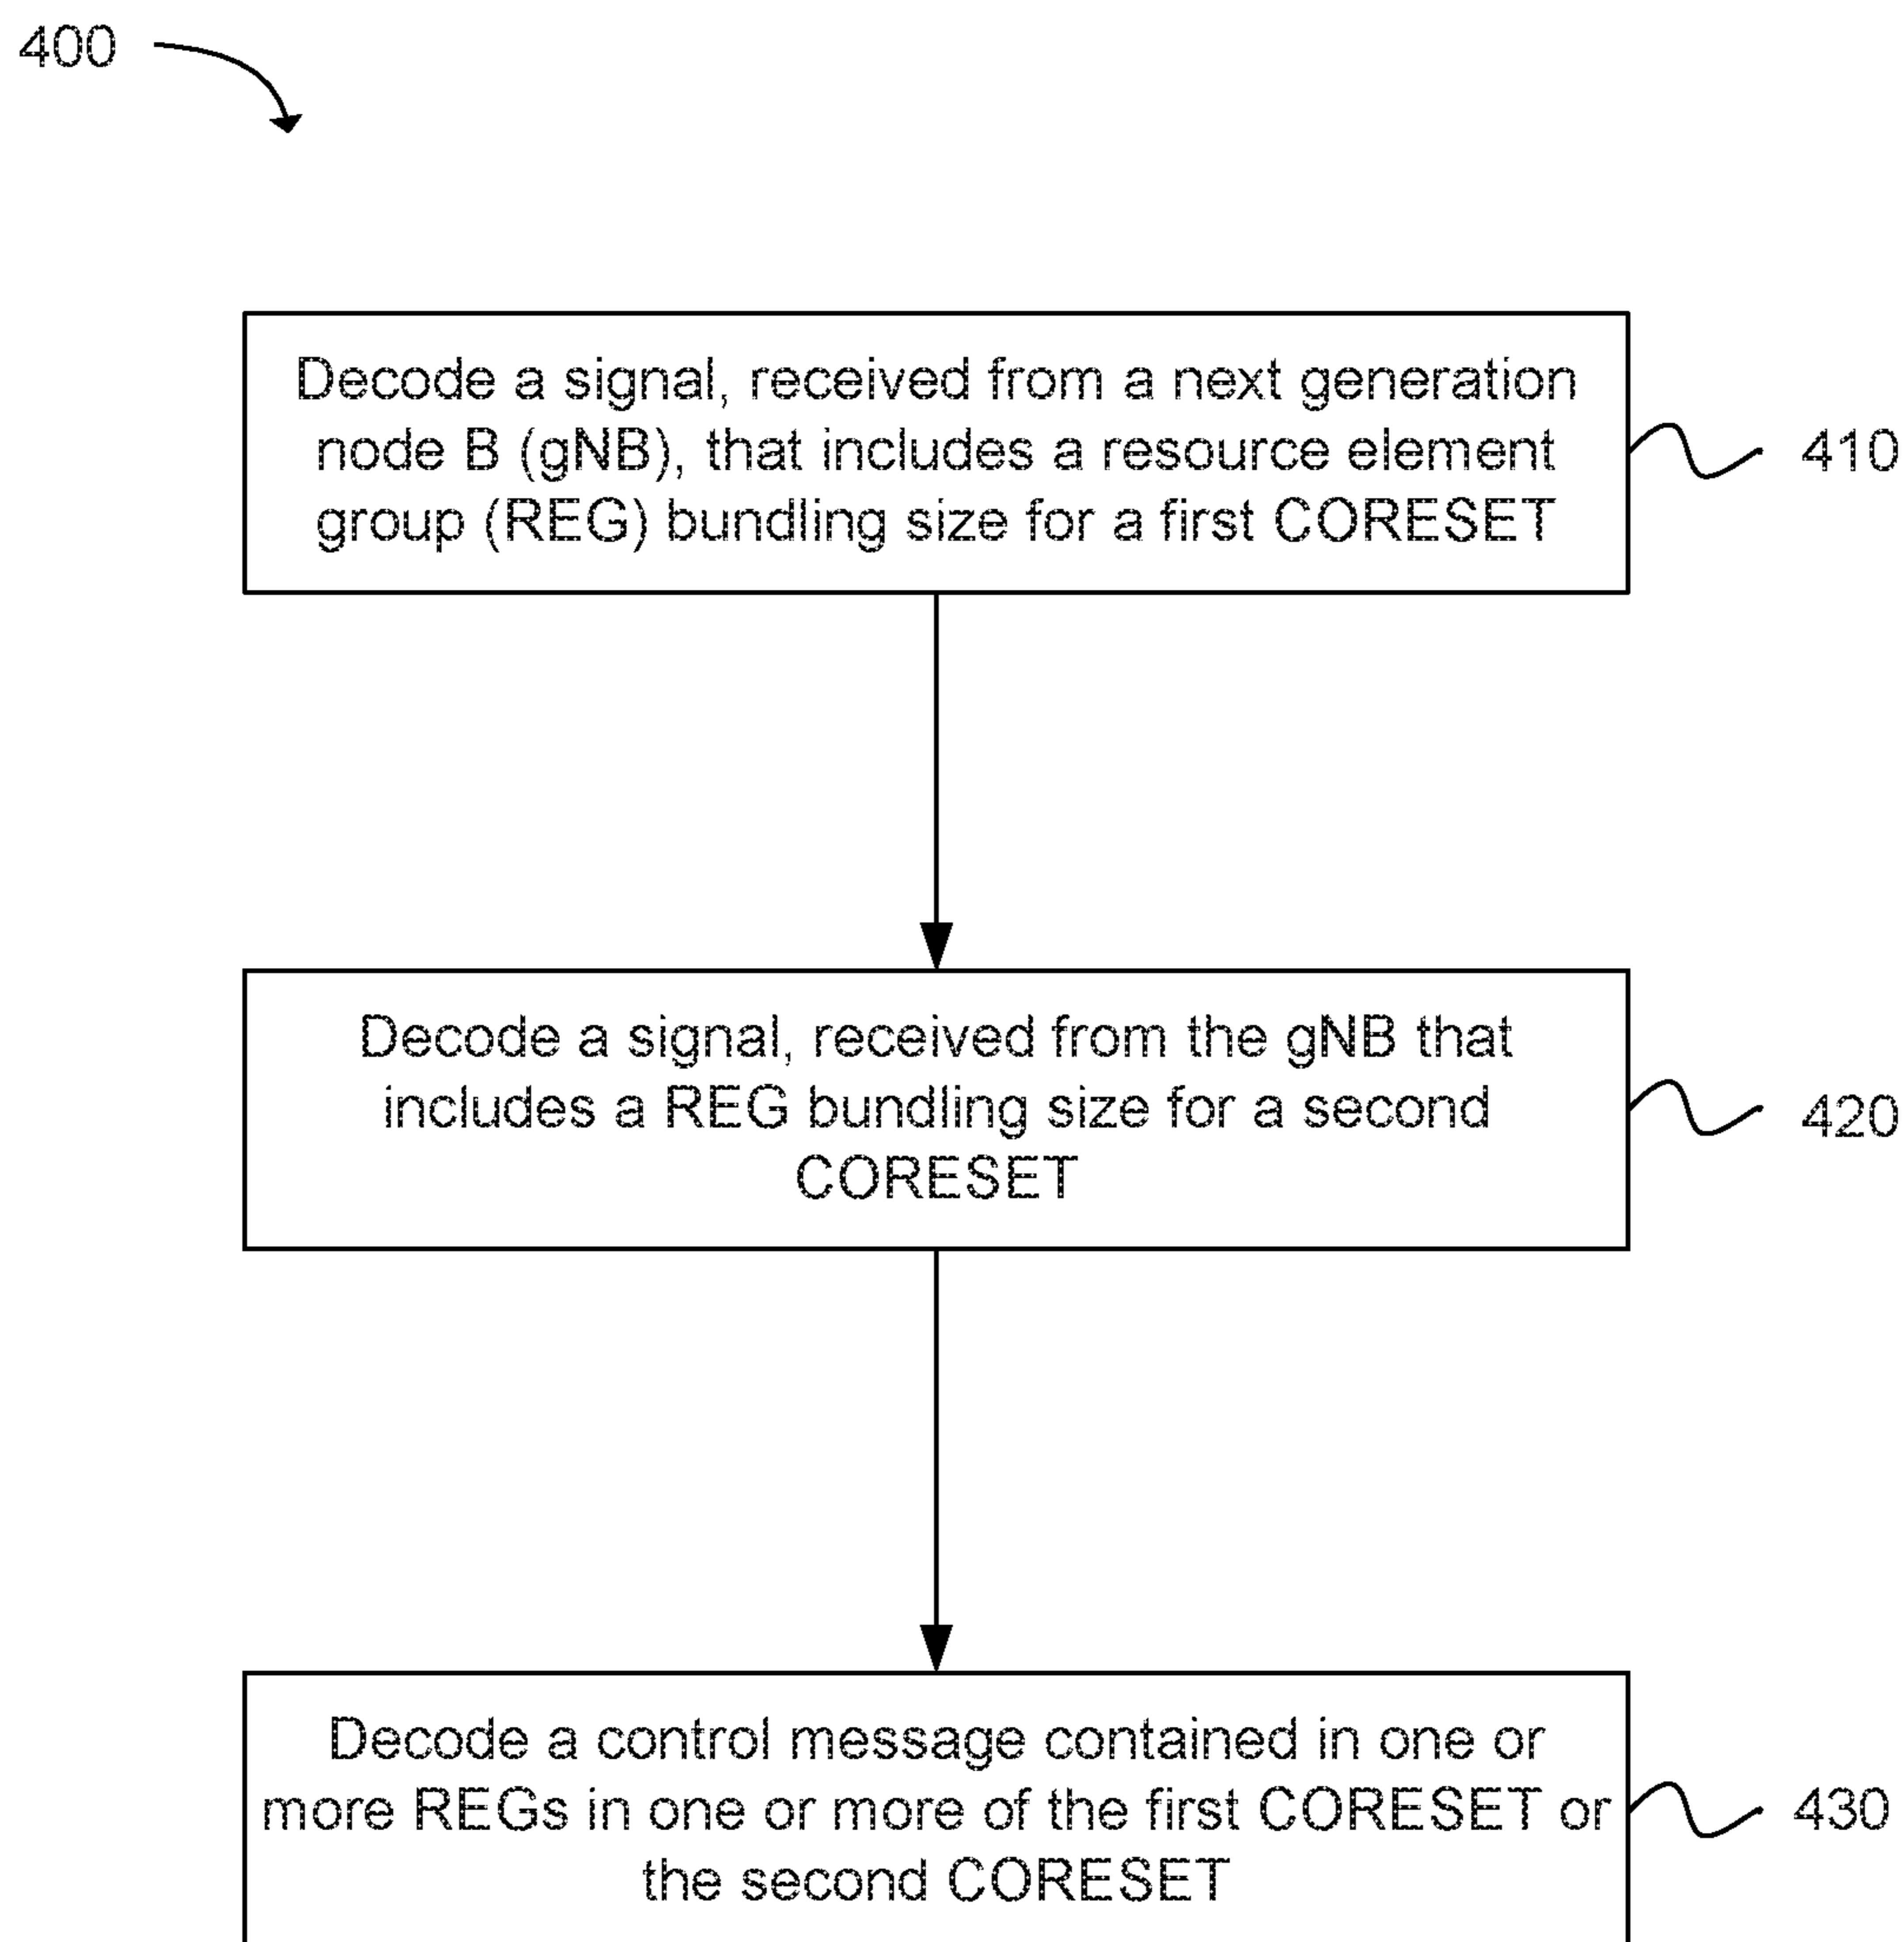 400
Decode a signal, received from a next generation
node B (gNB), that includes a resource element
group (REG) bundling size for a first CORESET
410
Decode a signal, received from the gNB that
includes a REG bundling size for a second
CORESET
420
Decode a control message contained in one or
more REGs in one or more of the first CORESET or
the second CORESET
430